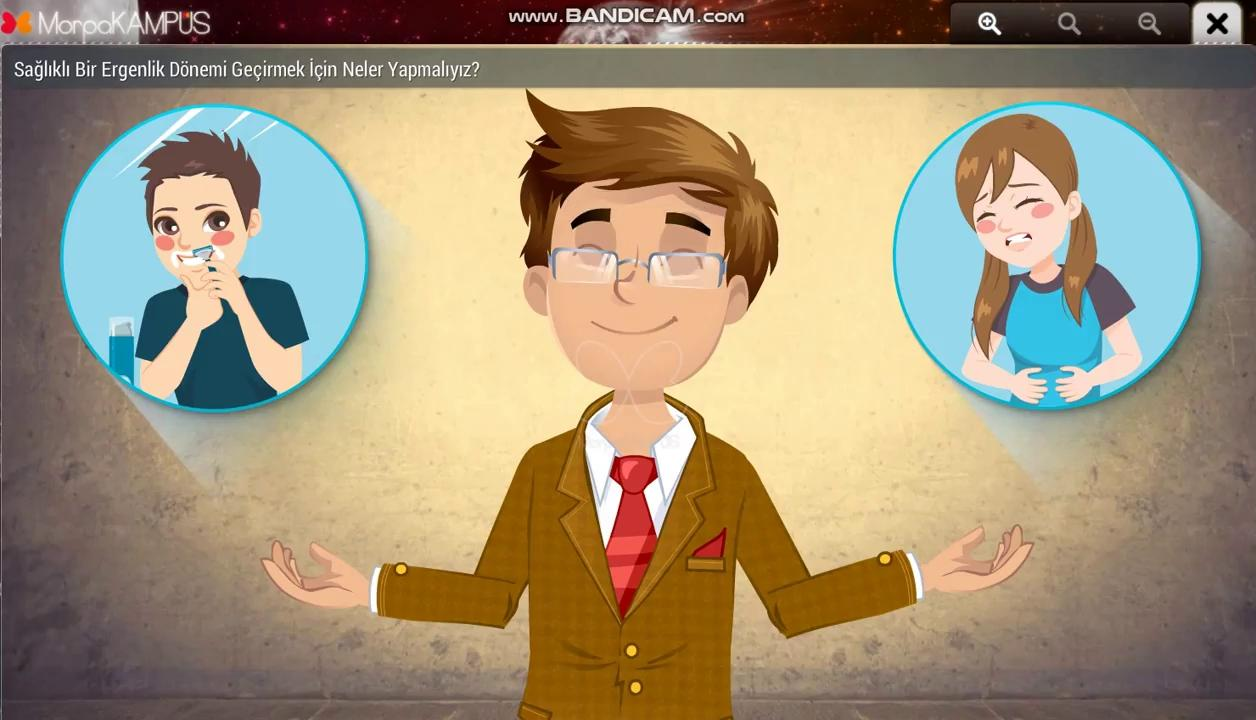 MorpaKAMPUS
www.BANDICAM.com
Sağlıklı Bir Ergenlik Dönemi Geçirmek İçin Neler Yapmalıyız?